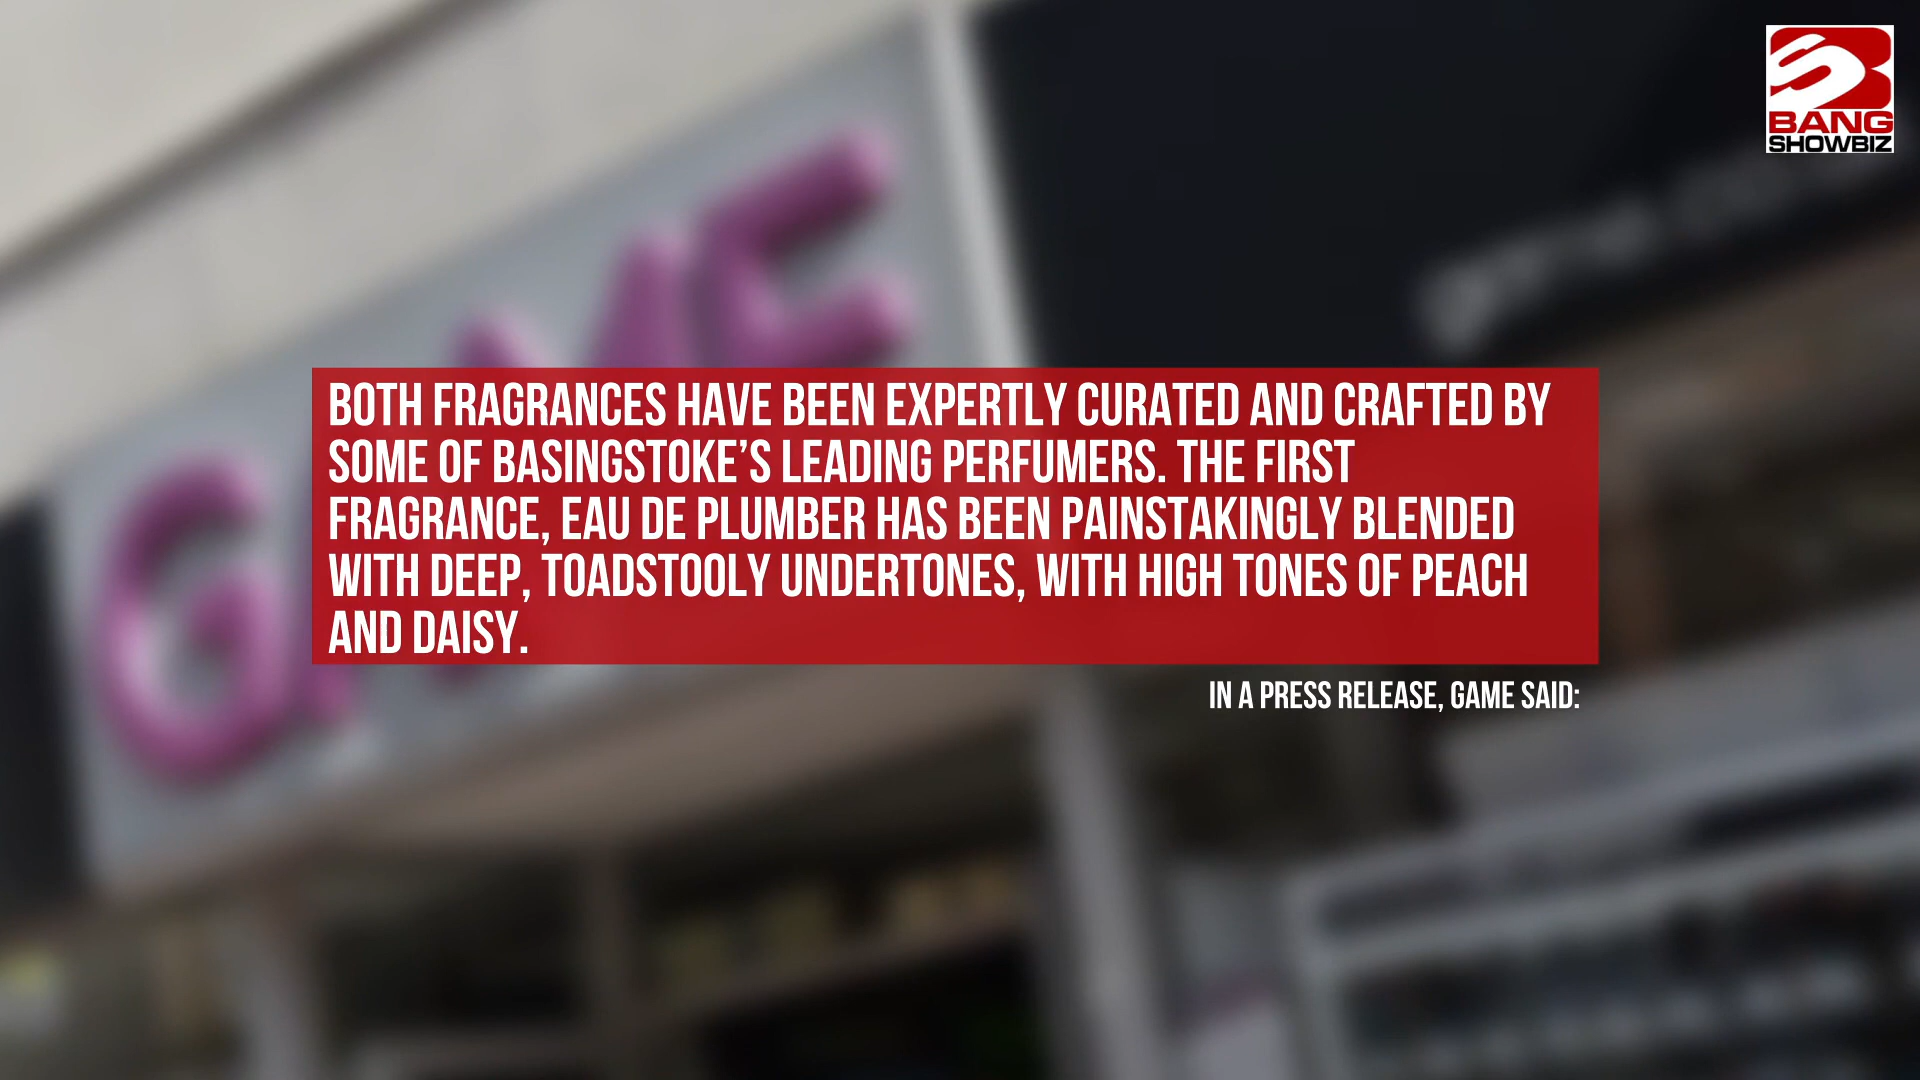 BANG
SHOWBIZ
GAME
BOTH FRAGRANCES HAVE BEEN EXPERTLY CURATED AND CRAFTED BY
SOME OF BASINGSTOKE’S LEADING PERFUMERS. THE FIRST
FRAGRANCE, EAU DE PLUMBER HAS BEEN PAINSTAKINGLY BLENDED
WITH DEEP, TOADSTOOLY UNDERTONES, WITH HIGH TONES OF PEACH
AND DAISY.
IN A PRESS RELEASE, GAME SAID: